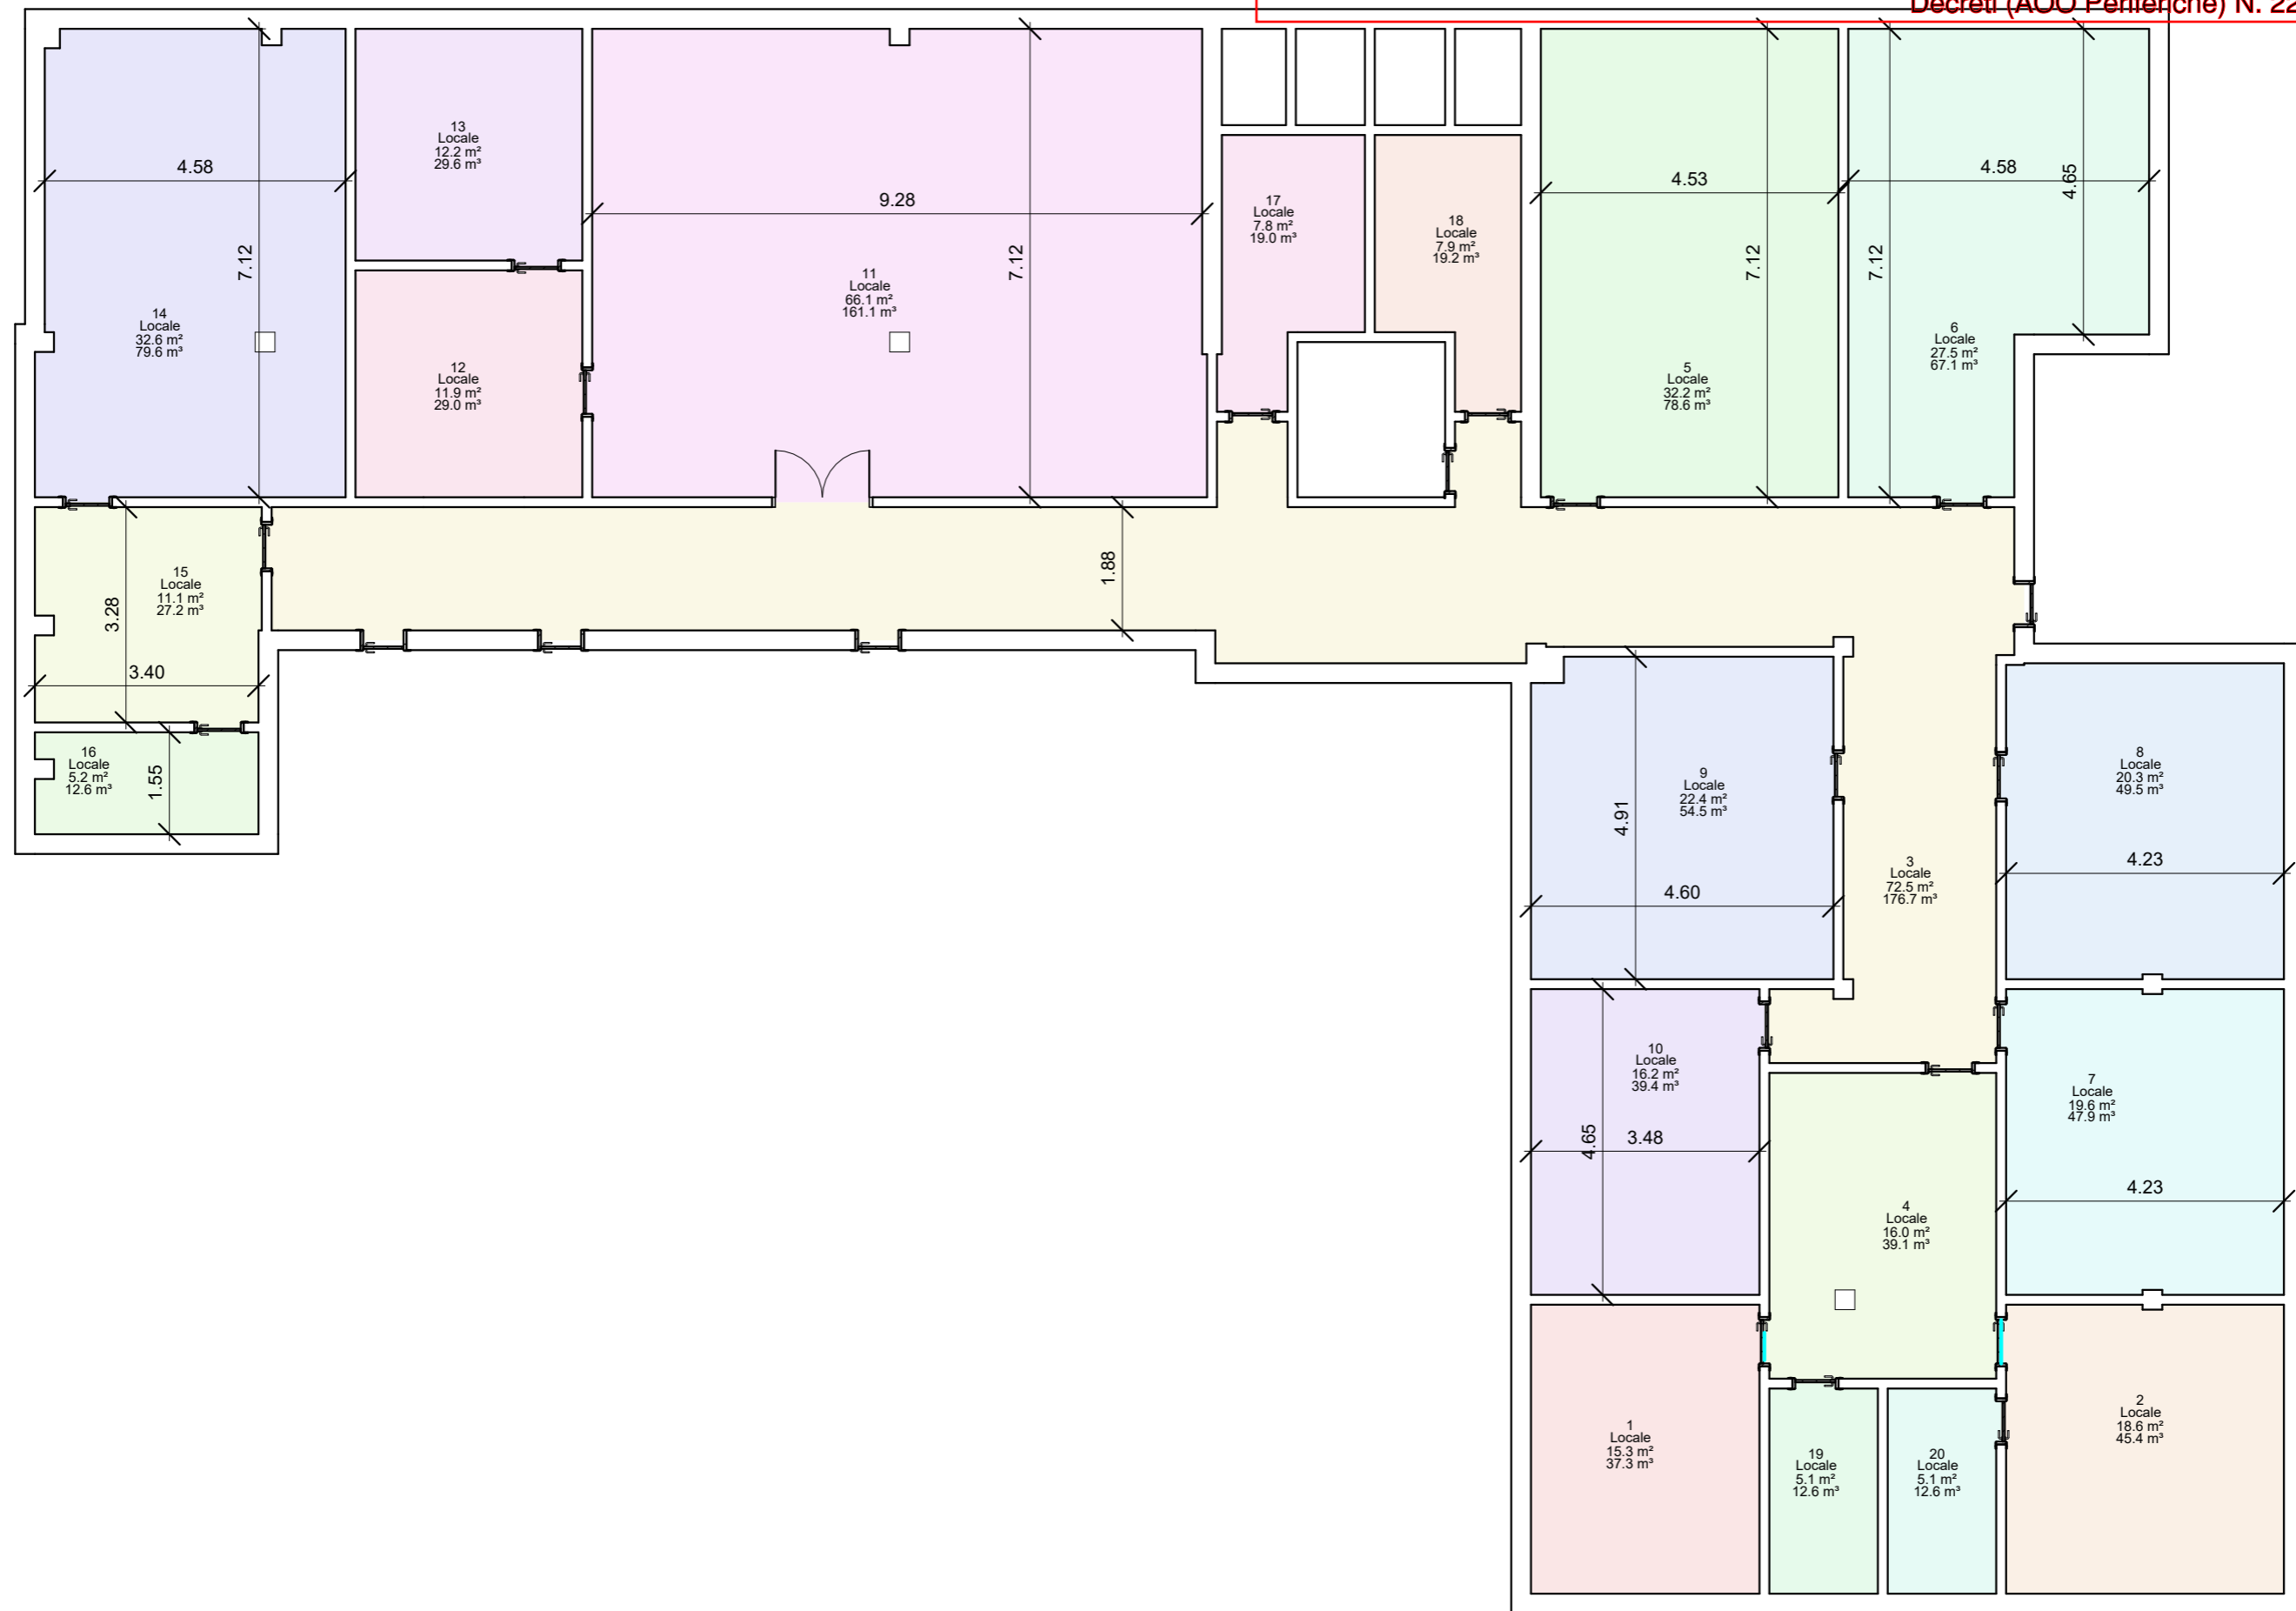 Decreti (AOO Periferiche) N. 22
13
Locale
12.2 m²
29.6 m³
4.58
7.12
14
Locale
32.6 m²
79.6 m³
12
Locale
11.9 m²
29.0 m³
9.28
7.12
11
Locale
66.1 m²
161.1 m³
17
Locale
7.8 m²
19.0 m³
18
Locale
7.9 m²
19.2 m³
4.53
7.12
5
Locale
32.2 m²
78.6 m³
4.58
4.65
7.12
6
Locale
27.5 m²
67.1 m³
15
Locale
11.1 m²
27.2 m³
3.28
3.40
1.88
16
Locale
5.2 m²
12.6 m³
1.55
9
Locale
22.4 m²
54.5 m³
4.91
4.60
8
Locale
20.3 m²
49.5 m³
4.23
3
Locale
72.5 m²
176.7 m³
10
Locale
16.2 m²
39.4 m³
4.65
3.48
7
Locale
19.6 m²
47.9 m³
4.23
4
Locale
16.0 m²
39.1 m³
1
Locale
15.3 m²
37.3 m³
19
Locale
5.1 m²
12.6 m³
20
Locale
5.1 m²
12.6 m³
2
Locale
18.6 m²
45.4 m³